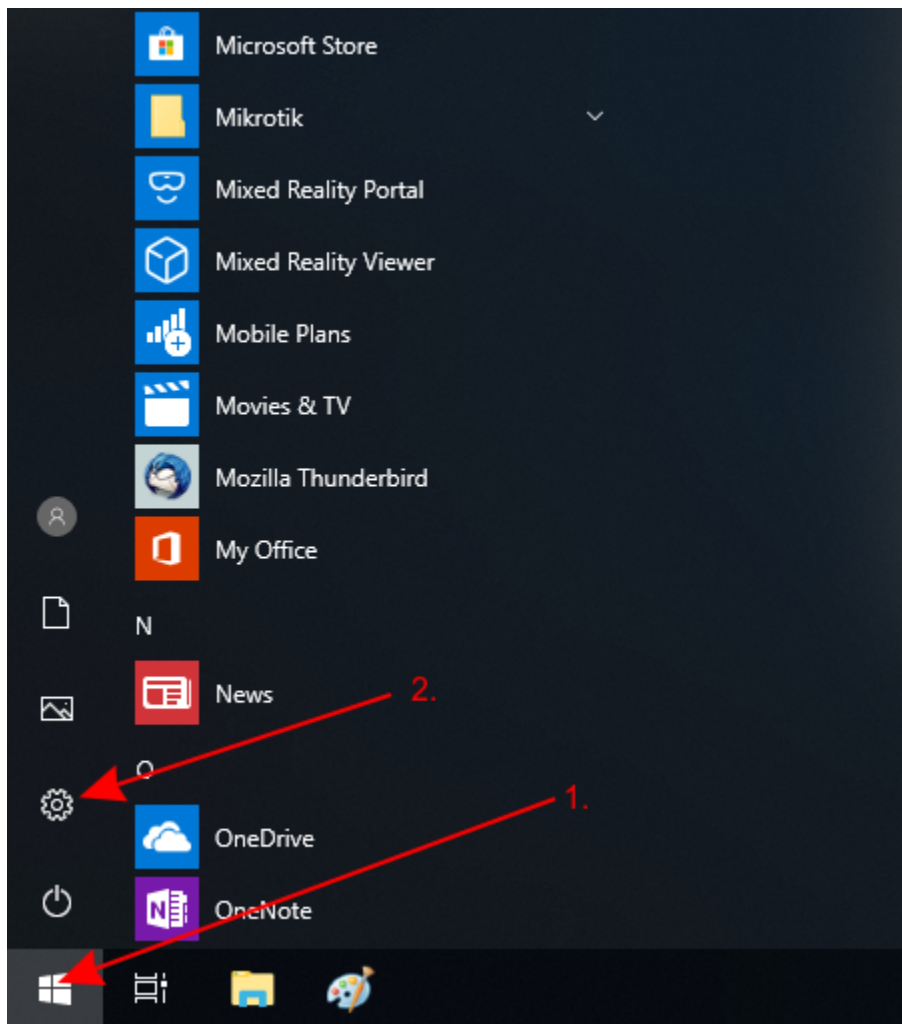 Microsoft Store
Mikrotik
Mixed Reality Portal
Mixed Reality Viewer
Mobile Plans
Movies & TV
Mozilla Thunderbird
My Office
N
News
2.
O
1.
OneDrive
N
OneNote